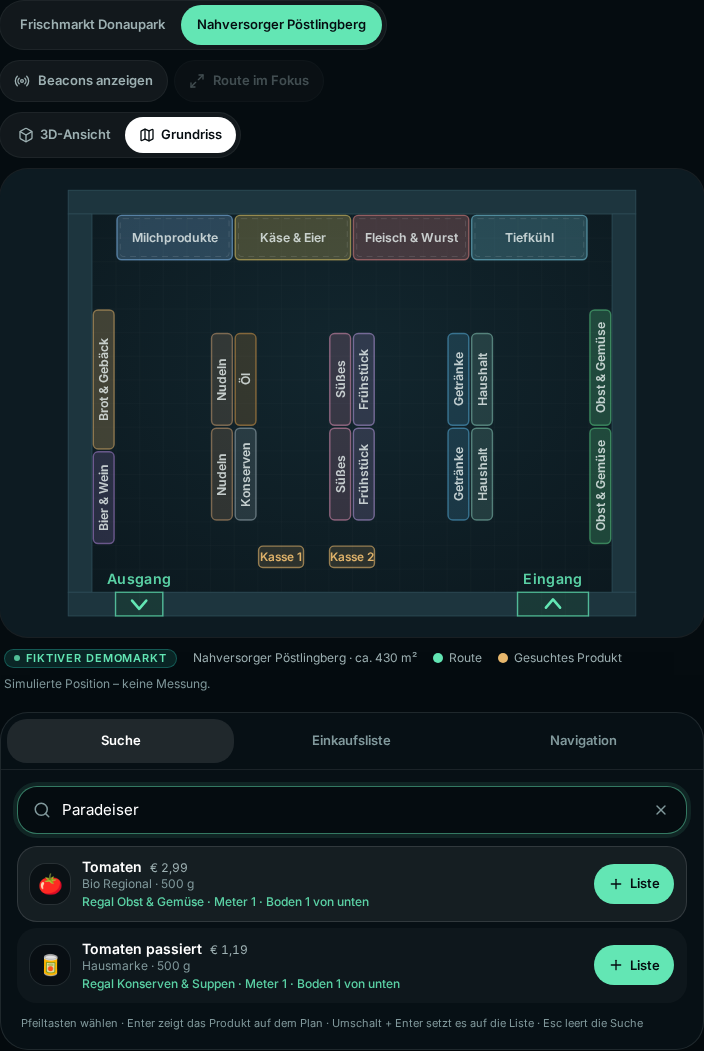 Frischmarkt Donaupark
Nahversorger Pöstlingberg
Beacons anzeigen
Route im Fokus
3D-Ansicht
Grundriss
Milchprodukte
Käse & Eier
Fleisch & Wurst
Tiefkühl
Brot & Gebäck
Nudeln
Öl
Süßes
Frühstück
Getränke
Haushalt
Obst & Gemüse
Bier & Wein
Nudeln
Konserven
Süßes
Frühstück
Getränke
Haushalt
Obst & Gemüse
Kasse 1
Kasse 2
Ausgang
Eingang
FIKTIVER DEMOMARKT
Nahversorger Pöstlingberg · ca. 430 m²
Route
Gesuchtes Produkt
Simulierte Position – keine Messung.
Suche
Einkaufsliste
Navigation
Paradeiser
Tomaten € 2,99
Bio Regional · 500 g
Regal Obst & Gemüse · Meter 1 · Boden 1 von unten
Liste
Tomaten passiert € 1,19
Hausmarke · 500 g
Regal Konserven & Suppen · Meter 1 · Boden 1 von unten
Liste
Pfeiltasten wählen · Enter zeigt das Produkt auf dem Plan · Umschalt + Enter setzt es auf die Liste · Esc leert die Suche